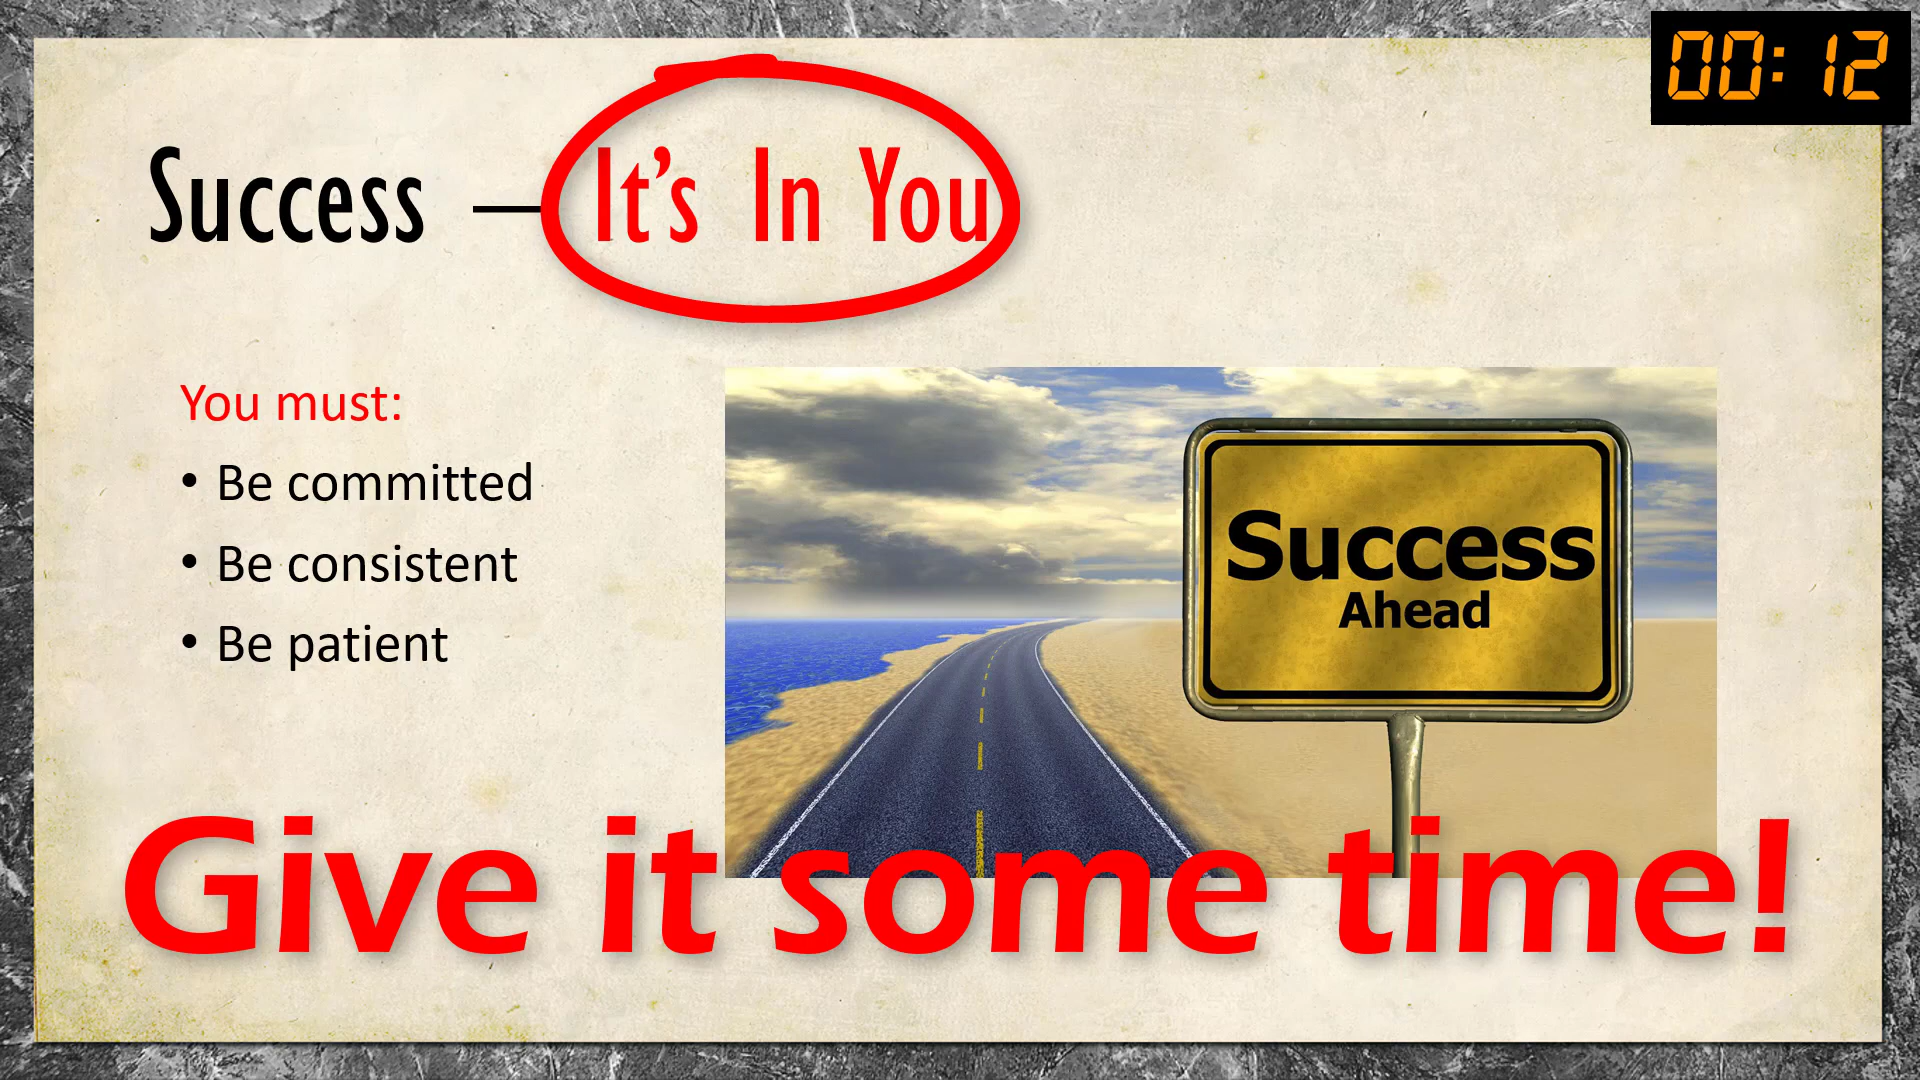 00:12
Success – It’s In You
You must:
• Be committed
• Be consistent
• Be patient
Success
Ahead
Give it some time!